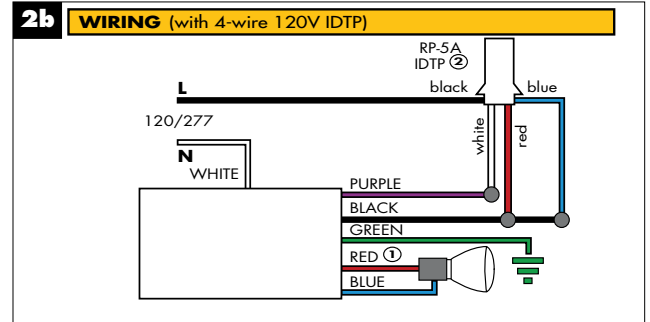 2b WIRING (with 4-wire 120V IDTP)
RP-5A
IDTP ②
black
blue
L
120/277
white
red
N
WHITE
PURPLE
BLACK
GREEN
RED ①
BLUE